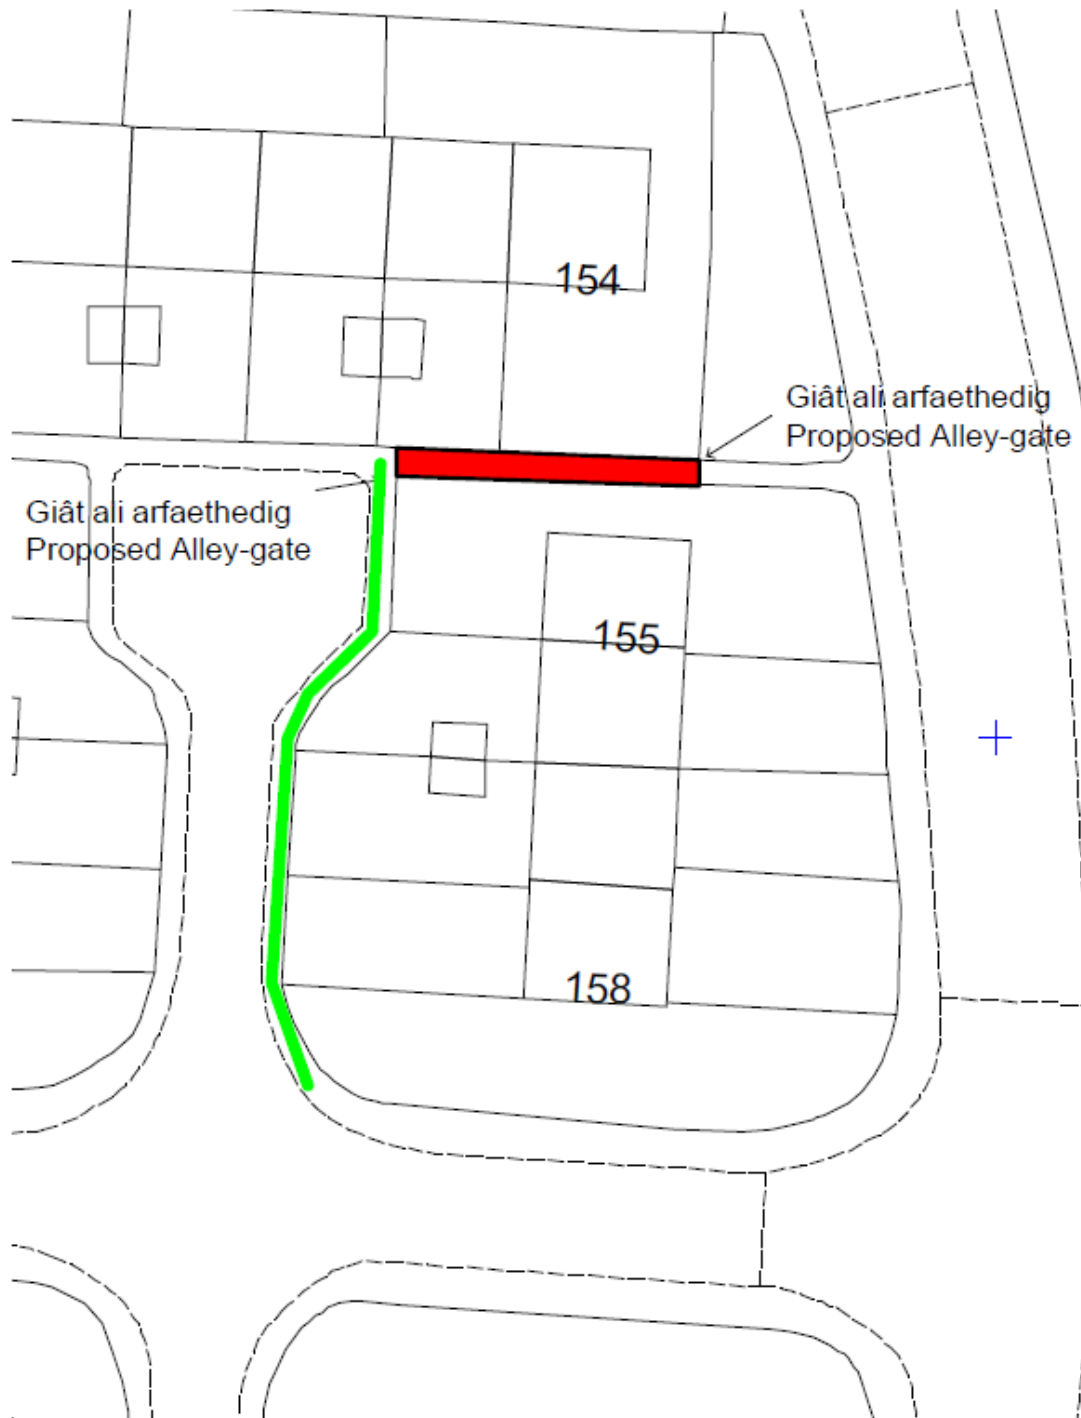 154
Giât ali arfaethedig
Proposed Alley-gate
Giât ali arfaethedig
Proposed Alley-gate
155
158